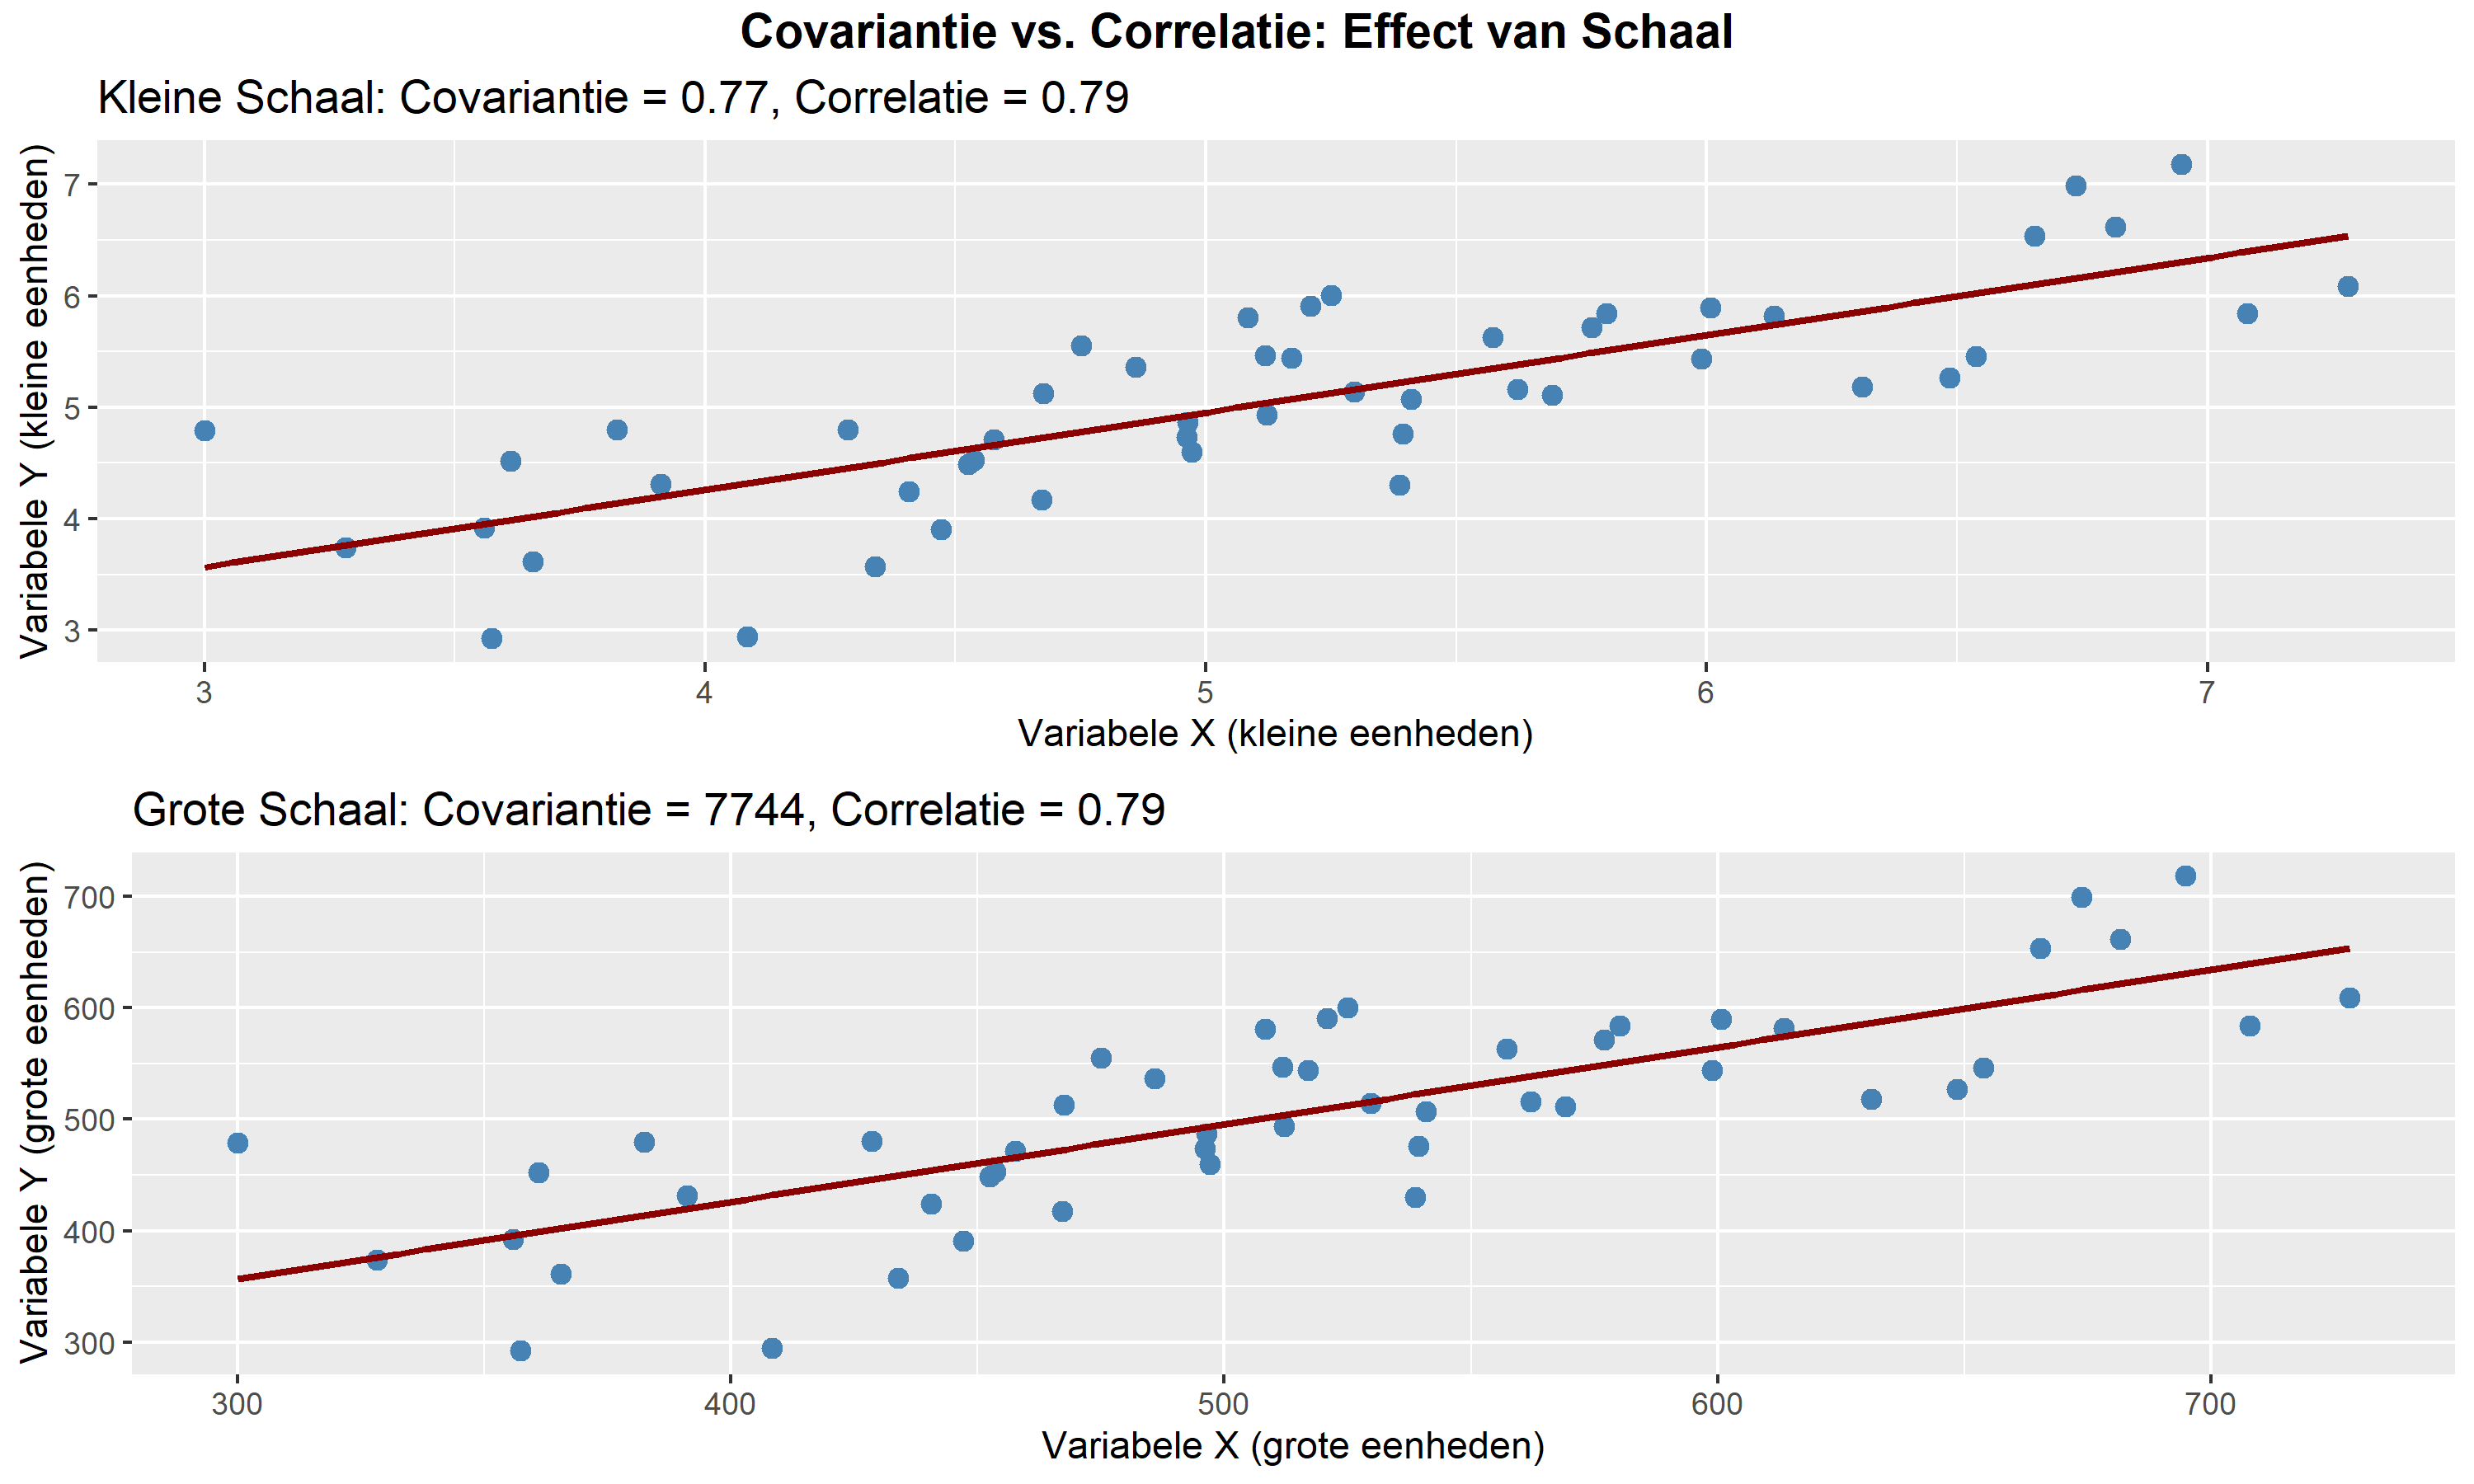 Covariantie vs. Correlatie: Effect van Schaal
Kleine Schaal: Covariantie = 0.77, Correlatie = 0.79
Variabele Y (kleine eenheden)
7
6
5
4
3
3 4 5 6 7
Variabele X (kleine eenheden)
Grote Schaal: Covariantie = 7744, Correlatie = 0.79
Variabele Y (grote eenheden)
700
600
500
400
300
300 400 500 600 700
Variabele X (grote eenheden)